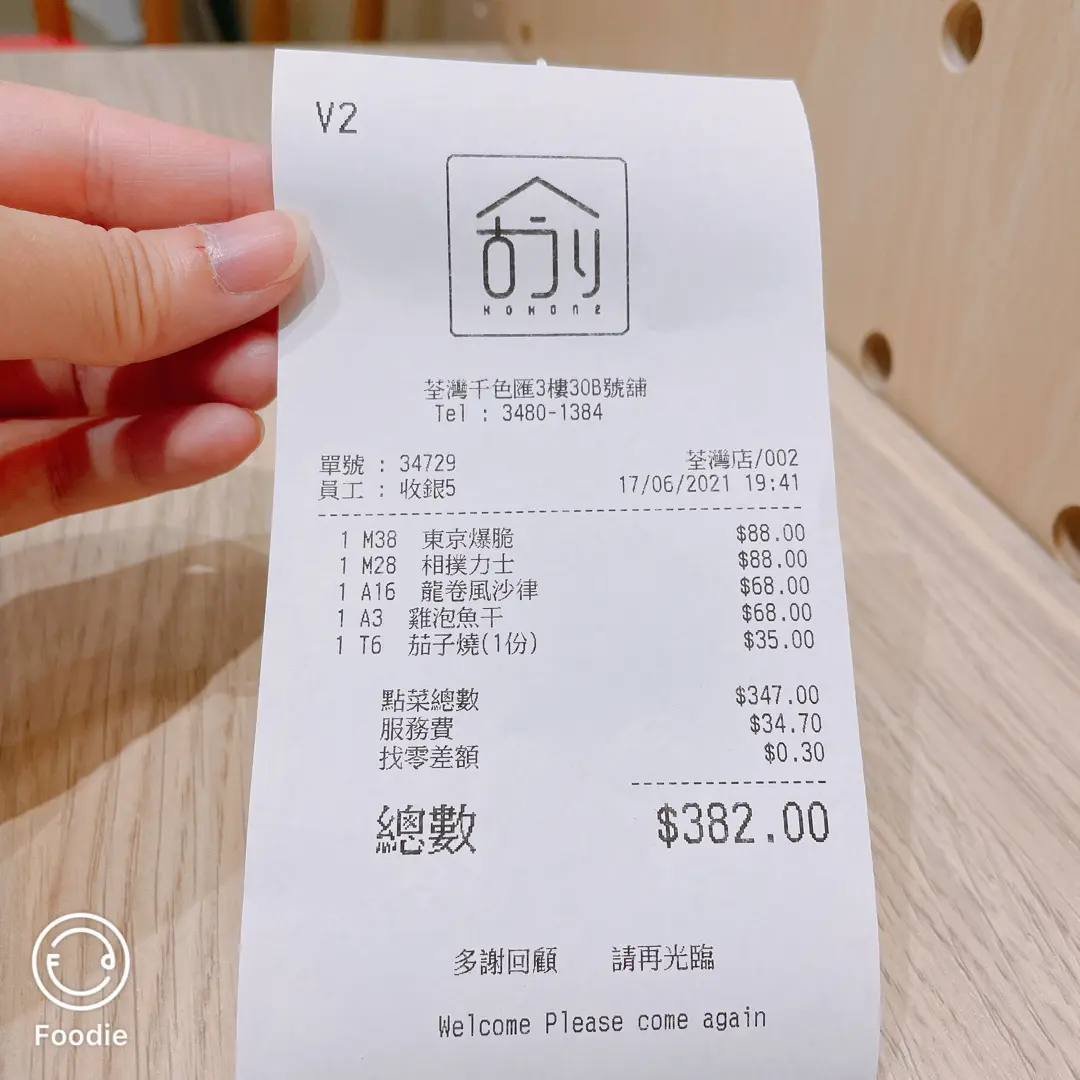 V2
KOKONE
荃灣千色匯3樓30B號舖
Tel : 3480-1384
單號 : 34729 荃灣店/002
員工 : 收銀5 17/06/2021 19:41
1 M38 東京爆脆 $88.00
1 M28 相撲力士 $88.00
1 A16 龍卷風沙律 $68.00
1 A3 雞泡魚干 $68.00
1 T6 茄子燒(1份) $35.00
點菜總數 $347.00
服務費 $34.70
找零差額 $0.30
總數 $382.00
多謝回顧 請再光臨
Welcome Please come again
Foodie